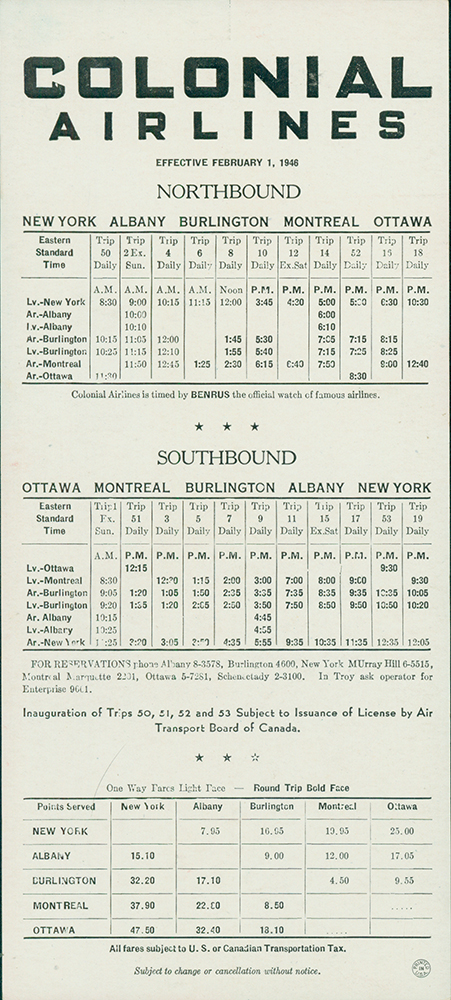 COLONIAL
AIRLINES
EFFECTIVE FEBRUARY 1, 1946
NORTHBOUND
NEW YORK ALBANY BURLINGTON MONTREAL OTTAWA
Eastern Trip Trip Trip Trip Trip Trip Trip Trip Trip Trip Trip
Standard 50 2 Ex. 4 6 8 10 12 14 52 16 18
Time Daily Sun. Daily Daily Daily Daily Ex.Sat Daily Daily Daily Daily
A.M. A.M. A.M. A.M. Noon P.M. P.M. P.M. P.M. P.M. P.M.
Lv.-New York 8:30 9:00 10:15 11:15 12:00 3:45 4:30 5:00 6:30 10:30
Ar.-Albany 10:00 6:00
Lv.-Albany 10:10 6:10
Ar.-Burlington 10:15 11:05 12:00 1:45 5:30 7:05 7:15 8:15
Lv.-Burlington 10:25 11:15 12:10 1:55 5:40 7:15 7:25 8:25
Ar.-Montreal 11:50 12:45 1:25 2:30 6:15 6:40 7:50 9:00 12:40
Ar.-Ottawa 8:30
Colonial Airlines is timed by BENRUS the official watch of famous airlines.
SOUTHBOUND
OTTAWA MONTREAL BURLINGTON ALBANY NEW YORK
Eastern Trip 1 Trip Trip Trip Trip Trip Trip Trip Trip Trip Trip
Standard Ex. 51 3 5 7 9 11 15 17 53 19
Time Sun. Daily Daily Daily Daily Daily Daily Ex.Sat Daily Daily Daily
A.M. P.M. P.M. P.M. P.M. P.M. P.M. P.M. P.M. P.M. P.M.
Lv.-Ottawa 12:15 9:30
Lv.-Montreal 8:30 1:15 2:00 3:00 7:00 8:00 9:00 9:30
Ar.-Burlington 9:05 1:20 1:05 1:50 2:35 3:35 7:35 8:35 9:35 10:35 10:05
Lv.-Burlington 9:20 1:35 1:20 2:05 2:50 3:50 7:50 8:50 9:50 10:50 10:20
Ar. Albany 10:15 4:45
Lv.-Albany 10:25 4:55
Ar.-New York 3:05 4:35 5:55 9:35 10:35 11:35 12:35 12:05
FOR RESERVATIONS phone Albany 8-3578, Burlington 4600, New York MUrray Hill 6-5515,
Montreal Marquette Ottawa 5-7281, Schenectady 2-3100. In Troy ask operator for
Enterprise 9601.
Inauguration of Trips 50, 51, 52 and 53 Subject to Issuance of License by Air
Transport Board of Canada.
One Way Fares Light Face — Round Trip Bold Face
Points Served New York Albany Burlington Montreal Ottawa
NEW YORK 7.95 16.95 19.95 25.00
ALBANY 15.10 9.00 12.00 17.05
BURLINGTON 32.20 17.10 4.50 9.55
MONTREAL 37.90 22.80 8.50 .....
OTTAWA 47.50 32.40 18.10 .....
All fares subject to U. S. or Canadian Transportation Tax.
Subject to change or cancellation without notice.
PRINTED
IN
U.S.A.